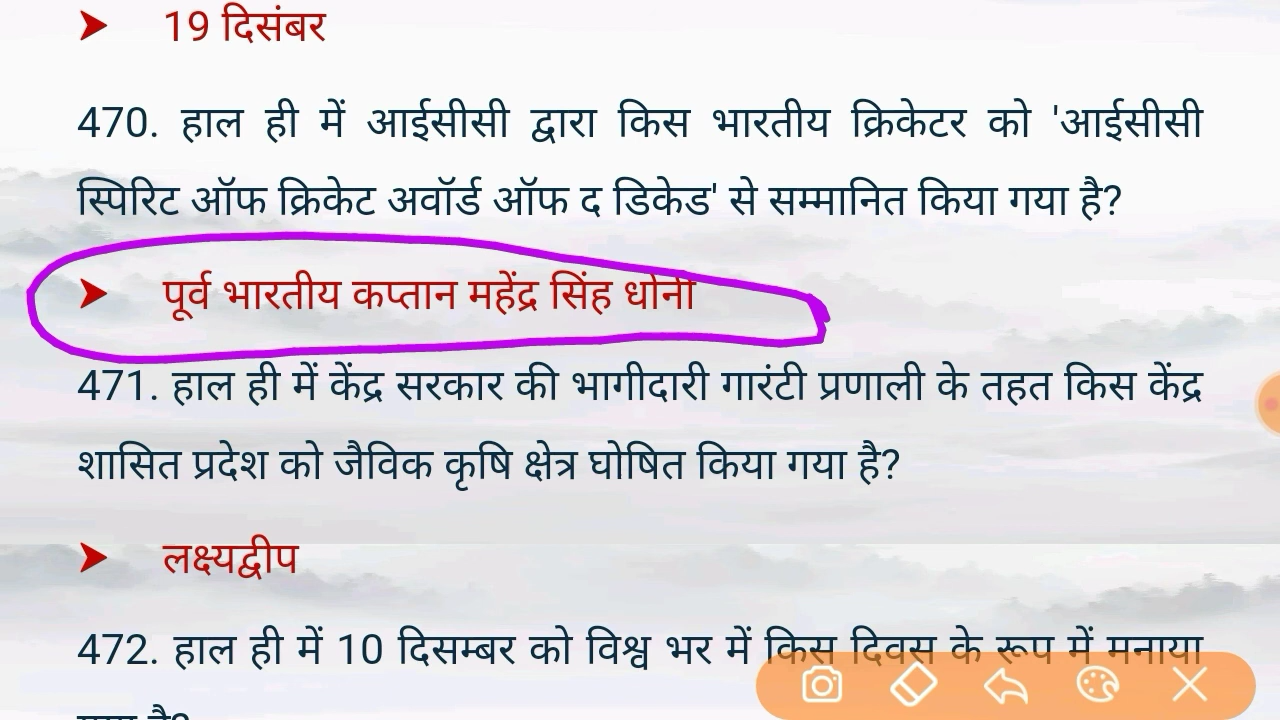 ➤ 19 दिसंबर
470. हाल ही में आईसीसी द्वारा किस भारतीय क्रिकेटर को 'आईसीसी
स्पिरिट ऑफ क्रिकेट अवॉर्ड ऑफ द डिकेड' से सम्मानित किया गया है?
➤ पूर्व भारतीय कप्तान महेंद्र सिंह धोनी
471. हाल ही में केंद्र सरकार की भागीदारी गारंटी प्रणाली के तहत किस केंद्र
शासित प्रदेश को जैविक कृषि क्षेत्र घोषित किया गया है?
➤ लक्ष्यद्वीप
472. हाल ही में 10 दिसम्बर को विश्व भर में किस दिवस के रूप में मनाया